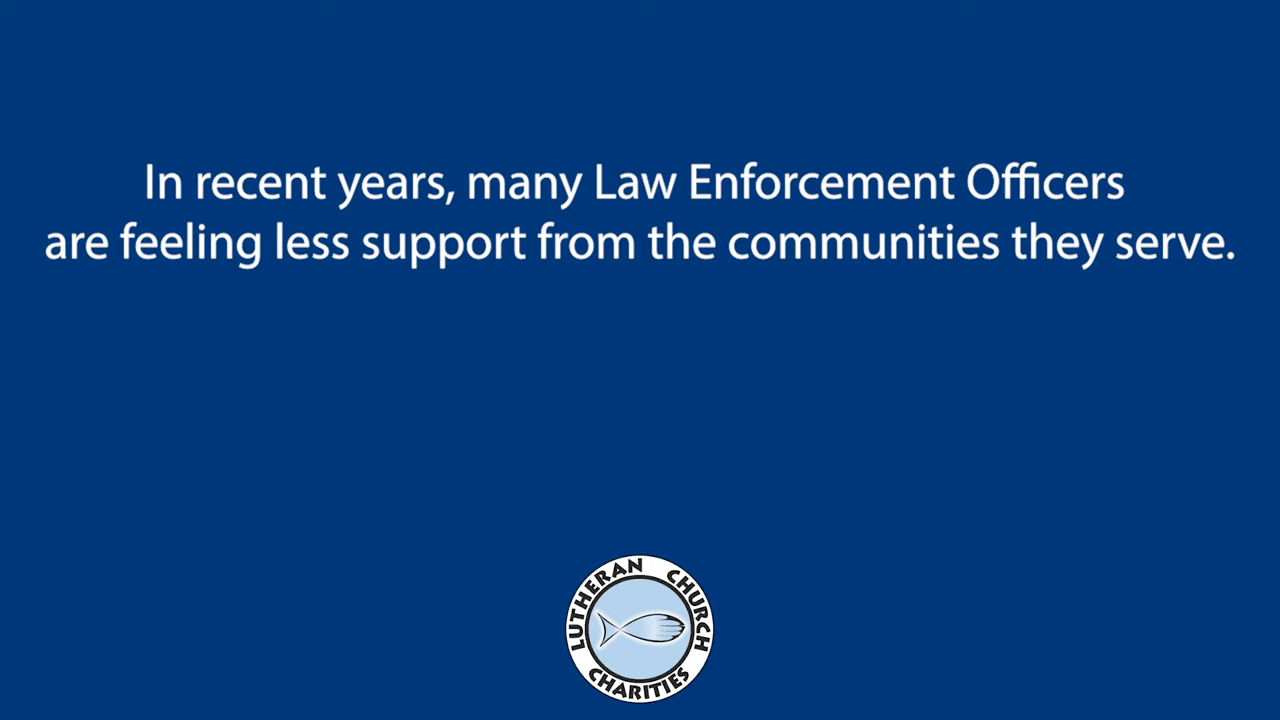 In recent years, many Law Enforcement Officers
are feeling less support from the communities they serve.
LUTHERAN CHURCH
CHARITIES